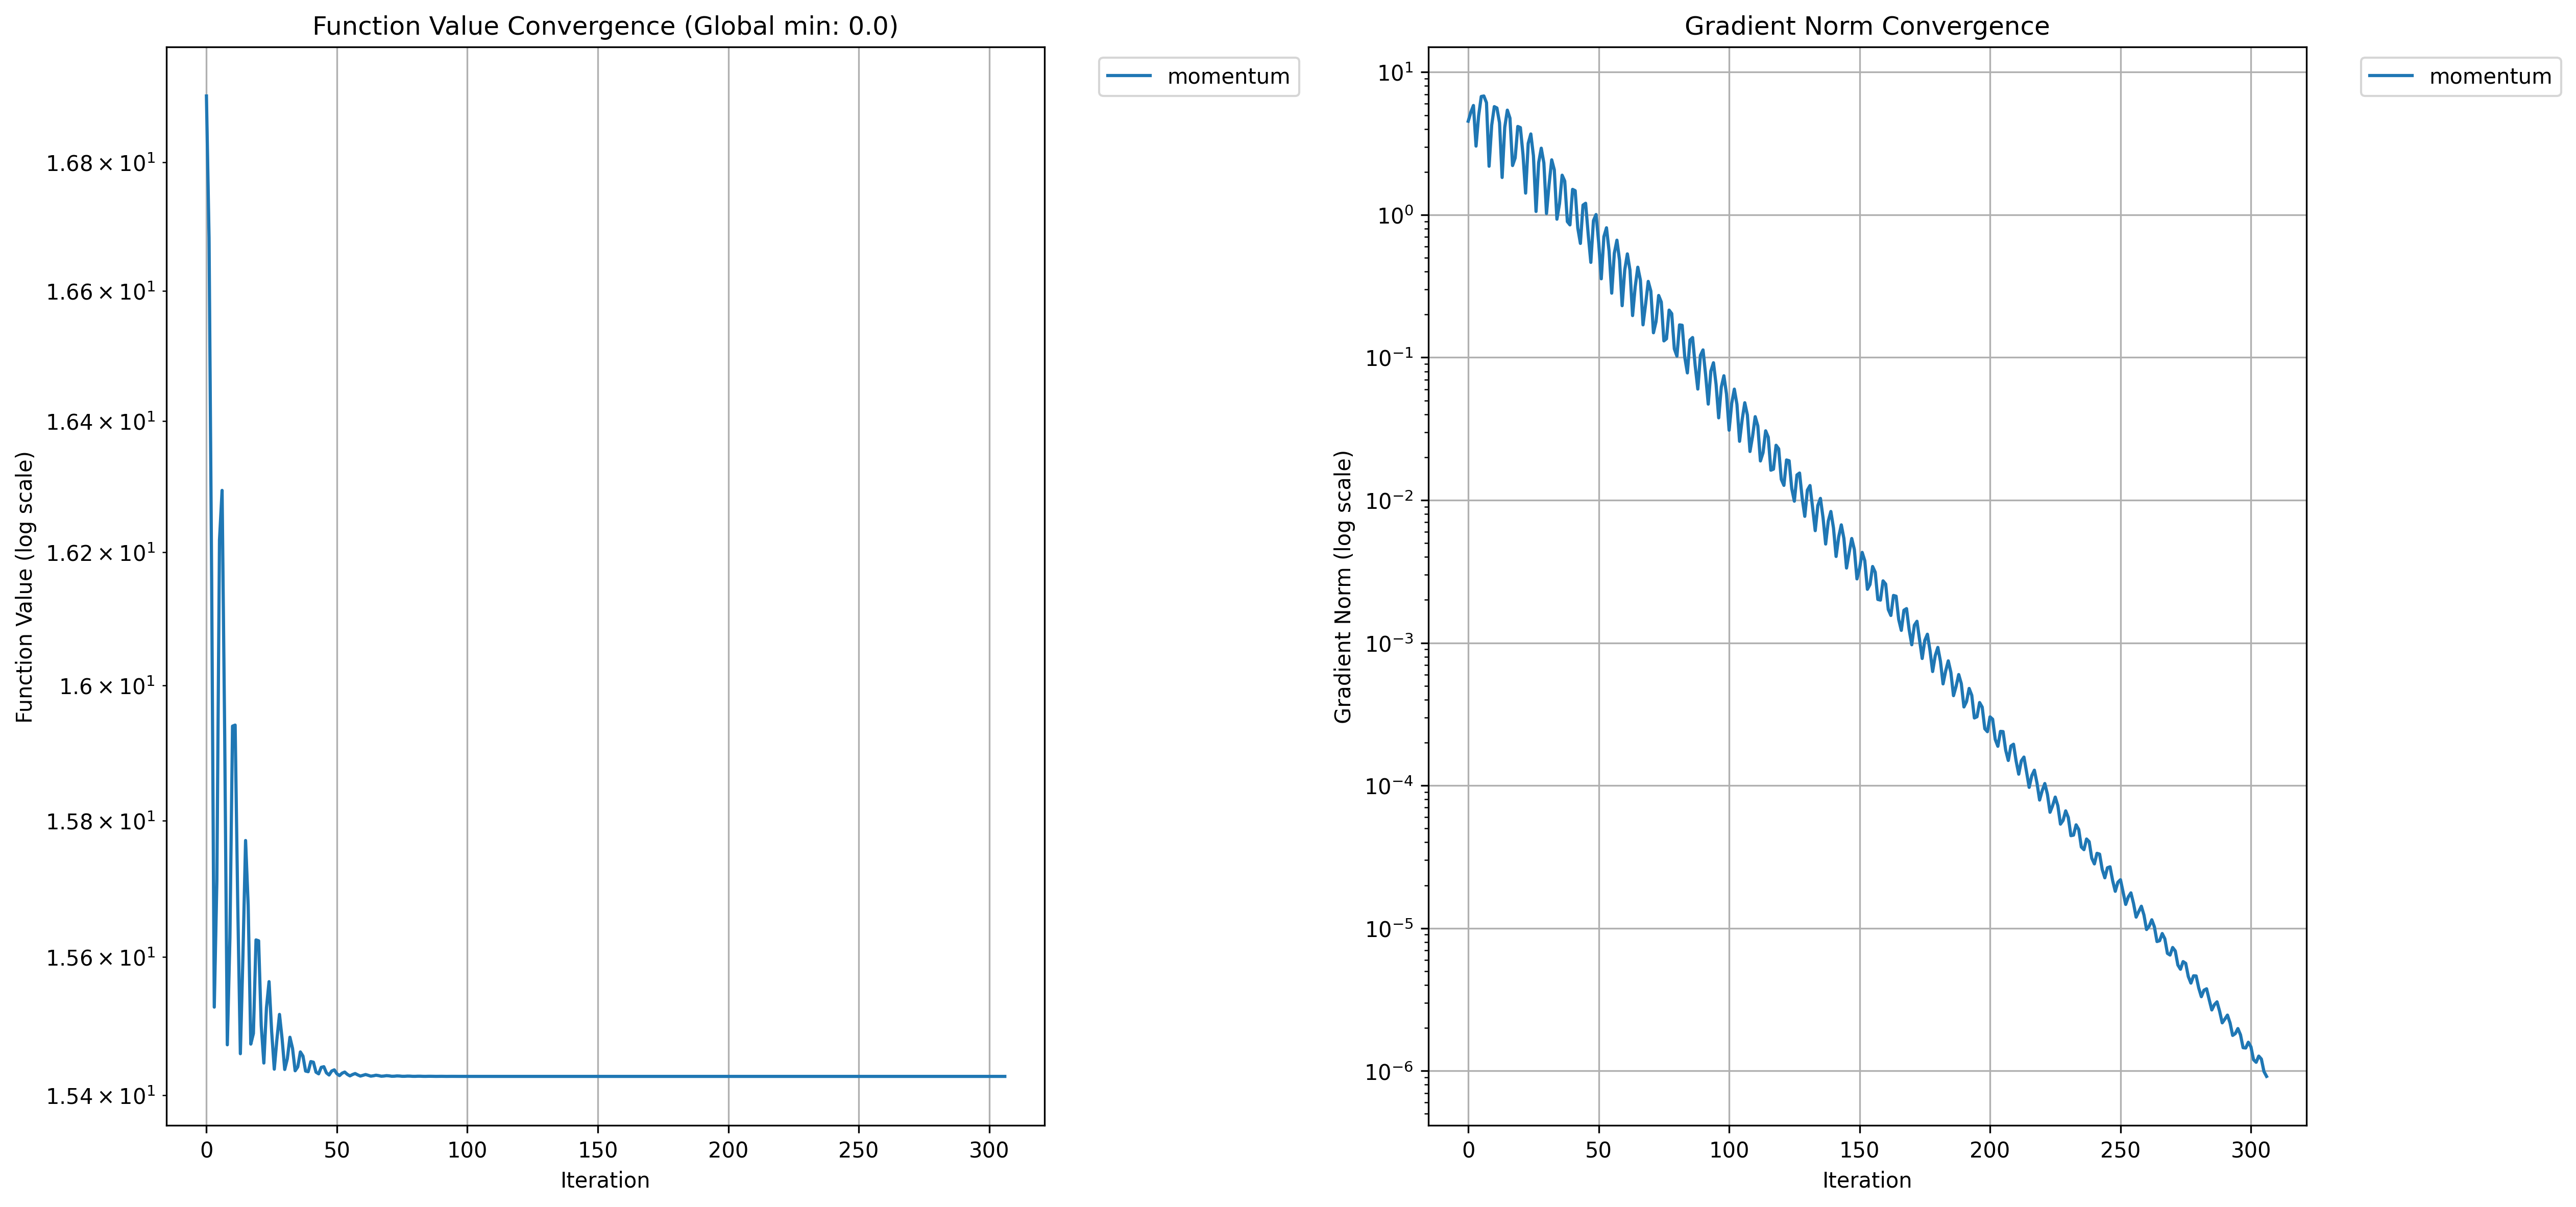 Function Value Convergence (Global min: 0.0)
momentum
Function Value (log scale)
1.68 × 10¹
1.66 × 10¹
1.64 × 10¹
1.62 × 10¹
1.6 × 10¹
1.58 × 10¹
1.56 × 10¹
1.54 × 10¹
0 50 100 150 200 250 300
Iteration
Gradient Norm Convergence
momentum
Gradient Norm (log scale)
10¹
10⁰
10⁻¹
10⁻²
10⁻³
10⁻⁴
10⁻⁵
10⁻⁶
0 50 100 150 200 250 300
Iteration